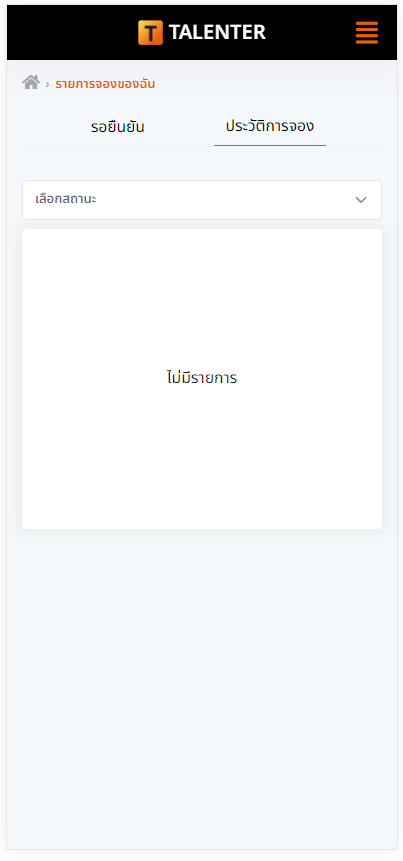 T TALENTER
› รายการจองของฉัน
รอยืนยัน ประวัติการจอง
เลือกสถานะ
ไม่มีรายการ